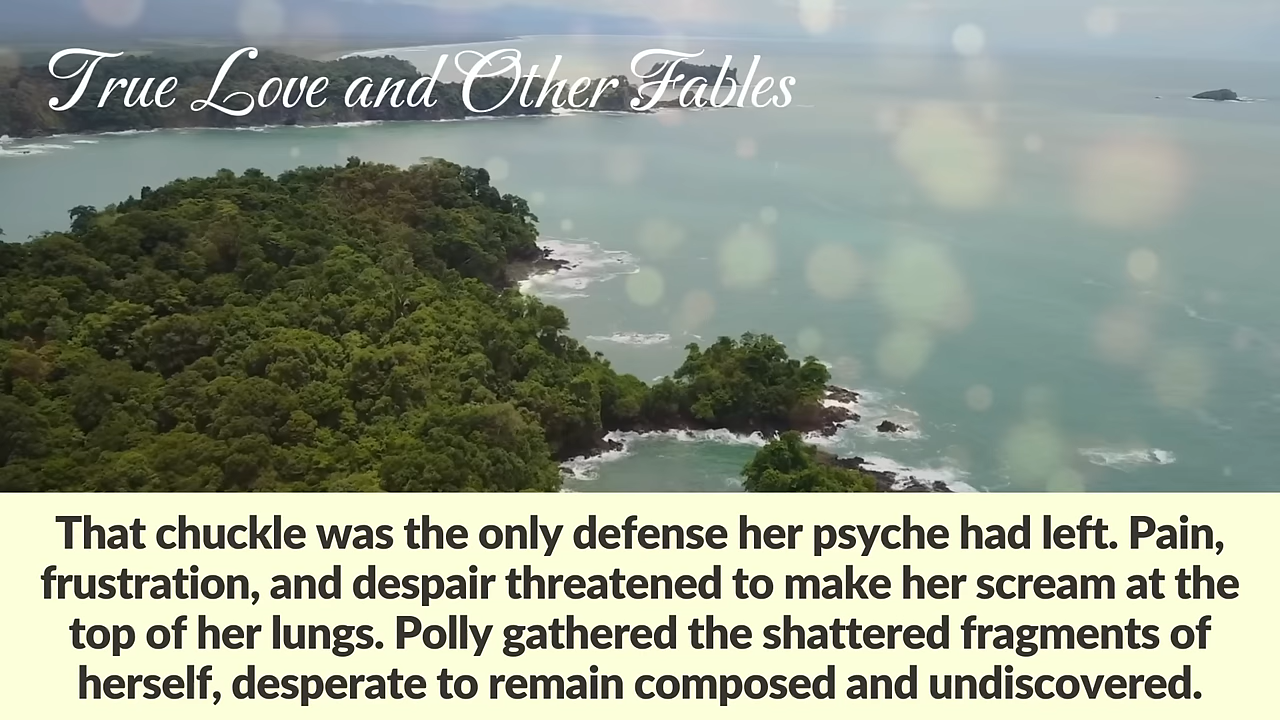 True Love and Other Fables
That chuckle was the only defense her psyche had left. Pain,
frustration, and despair threatened to make her scream at the
top of her lungs. Polly gathered the shattered fragments of
herself, desperate to remain composed and undiscovered.